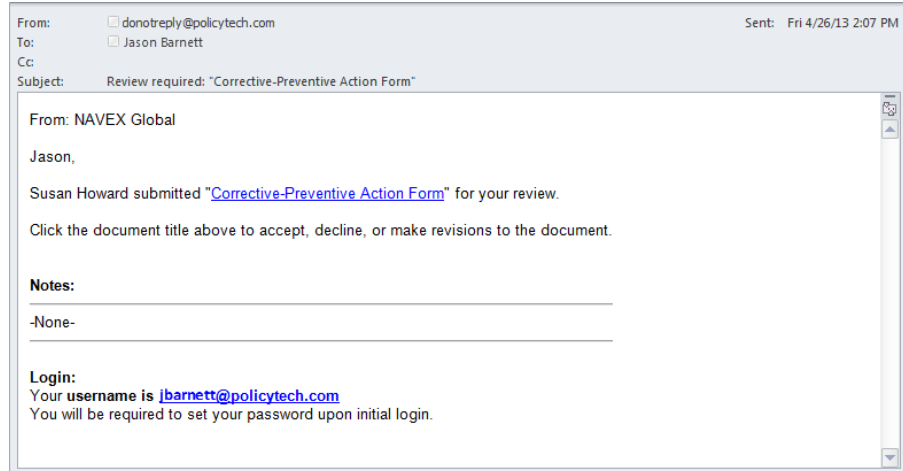 From: donotreply@policytech.com Sent: Fri 4/26/13 2:07 PM
To: Jason Barnett
Cc:
Subject: Review required: "Corrective-Preventive Action Form"
From: NAVEX Global
Jason,
Susan Howard submitted "Corrective-Preventive Action Form" for your review.
Click the document title above to accept, decline, or make revisions to the document.
Notes:
-None-
Login:
Your username is jbarnett@policytech.com
You will be required to set your password upon initial login.